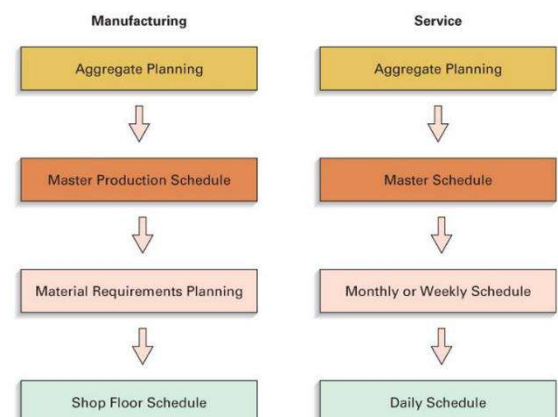 Manufacturing
Service
Aggregate Planning
Aggregate Planning
Master Production Schedule
Master Schedule
Material Requirements Planning
Monthly or Weekly Schedule
Shop Floor Schedule
Daily Schedule